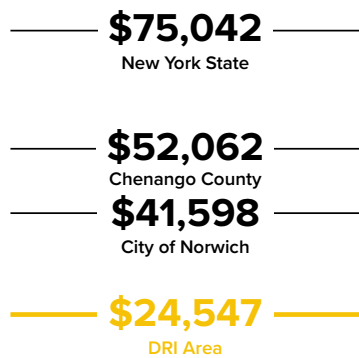 $75,042
New York State
$52,062
Chenango County
$41,598
City of Norwich
$24,547
DRI Area